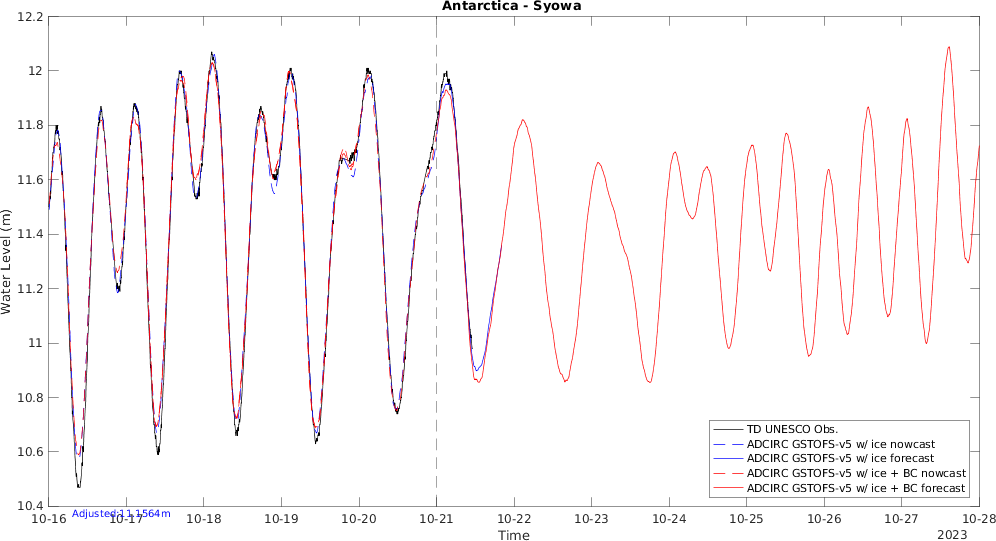 Antarctica - Syowa
12.2
12
11.8
11.6
11.4
11.2
11
10.8
10.6
10.4
Water Level (m)
TD UNESCO Obs.
ADCIRC GSTOFS-v5 w/ ice nowcast
ADCIRC GSTOFS-v5 w/ ice forecast
ADCIRC GSTOFS-v5 w/ ice + BC nowcast
ADCIRC GSTOFS-v5 w/ ice + BC forecast
Adjusted:11.1564m
10-16 10-17 10-18 10-19 10-20 10-21 10-22 10-23 10-24 10-25 10-26 10-27 10-28
Time
2023